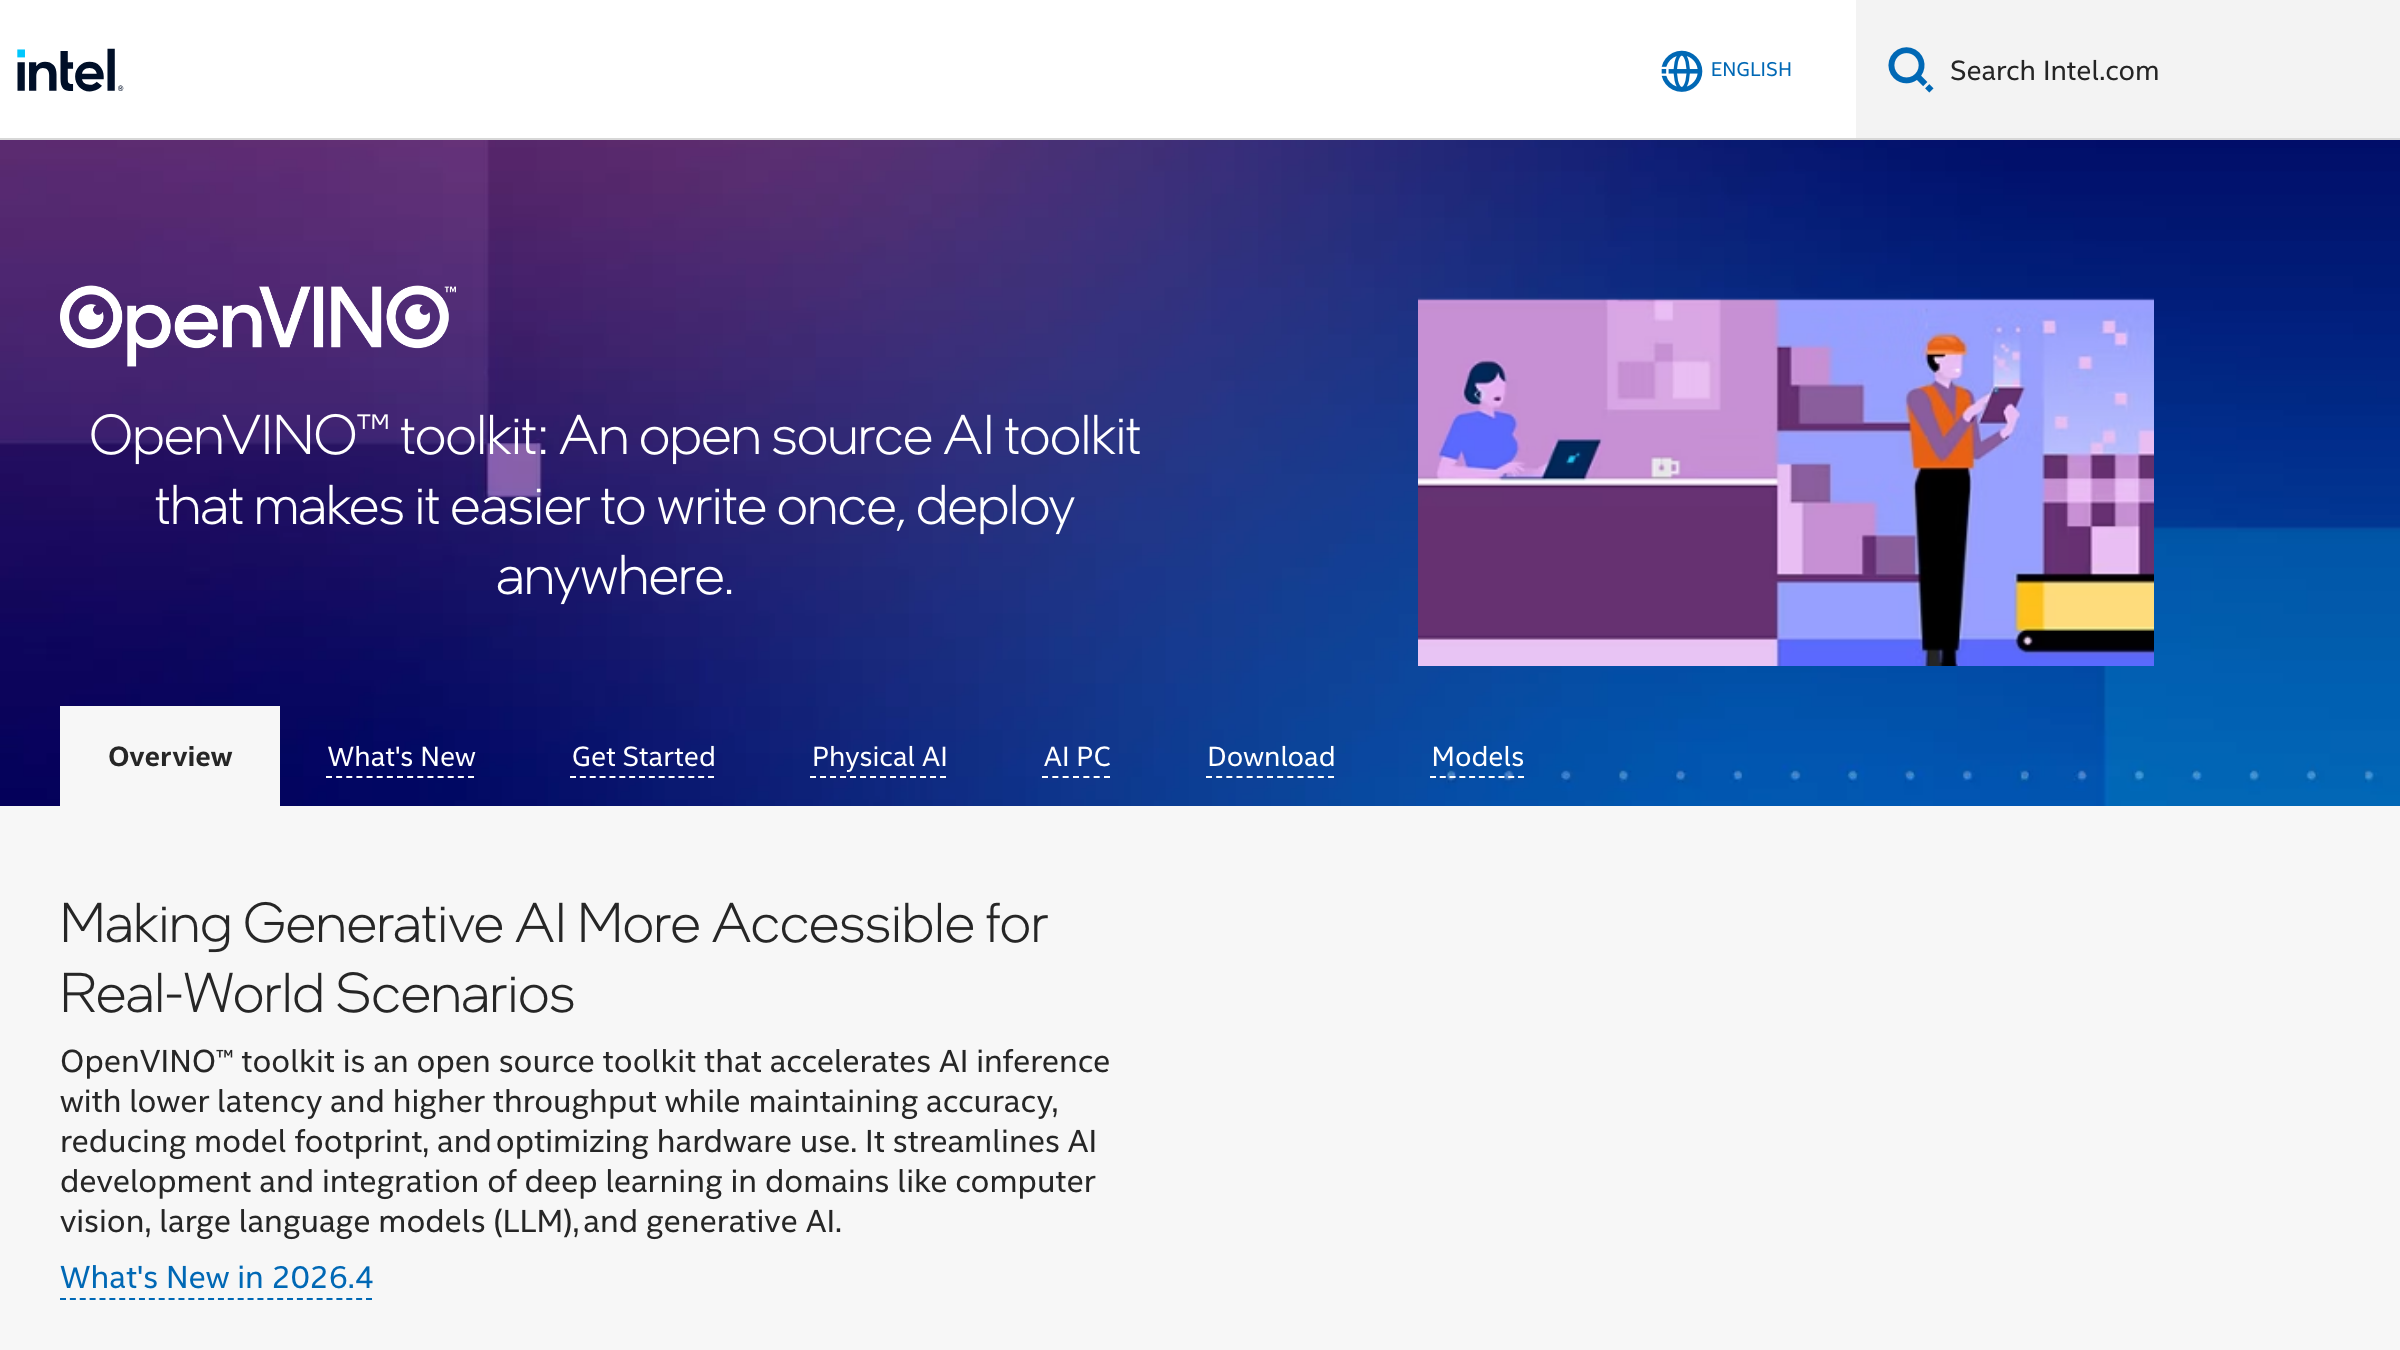 intel®
ENGLISH
Search Intel.com
OpenVINO™
OpenVINO™ toolkit: An open source AI toolkit
that makes it easier to write once, deploy
anywhere.
Overview
What's New
Get Started
Physical AI
AI PC
Download
Models
Making Generative AI More Accessible for
Real-World Scenarios
OpenVINO™ toolkit is an open source toolkit that accelerates AI inference
with lower latency and higher throughput while maintaining accuracy,
reducing model footprint, and optimizing hardware use. It streamlines AI
development and integration of deep learning in domains like computer
vision, large language models (LLM), and generative AI.
What's New in 2026.4